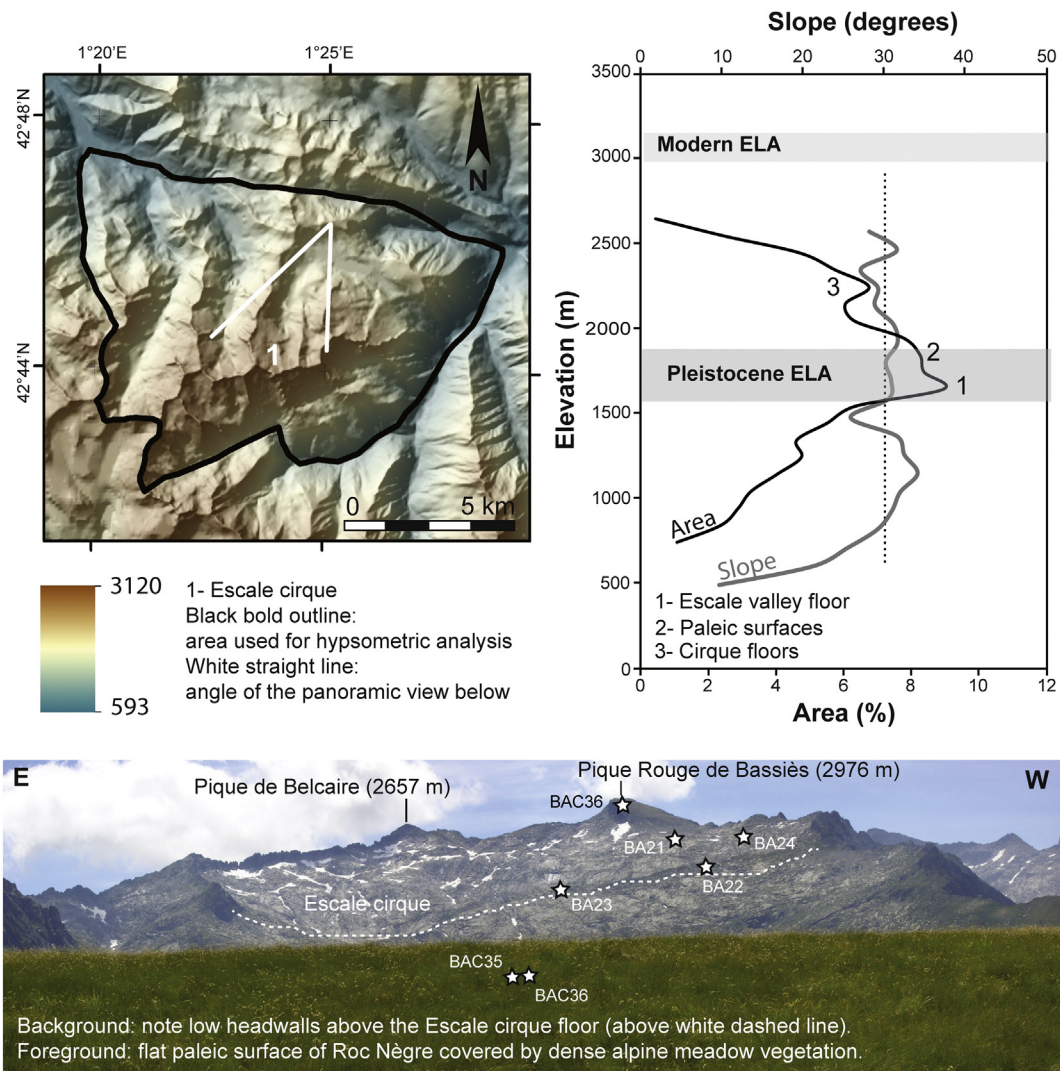 Slope (degrees)
1°20'E
1°25'E
0
10
20
30
40
50
3500
42°48'N
N
Modern ELA
3000
2500
3
2000
2
Pleistocene ELA
1
Elevation (m)
1500
42°44'N
1
1000
Area
0
5 km
Slope
500
1- Escale valley floor
2- Paleic surfaces
3- Cirque floors
0
0
2
4
6
8
10
12
Area (%)
3120
593
1- Escale cirque
Black bold outline:
area used for hypsometric analysis
White straight line:
angle of the panoramic view below
E
W
Pique de Belcaire (2657 m)
Pique Rouge de Bassiès (2976 m)
BAC36
BA21
BA24
BA22
BA23
Escale cirque
BAC35
BAC36
Background: note low headwalls above the Escale cirque floor (above white dashed line).
Foreground: flat paleic surface of Roc Nègre covered by dense alpine meadow vegetation.